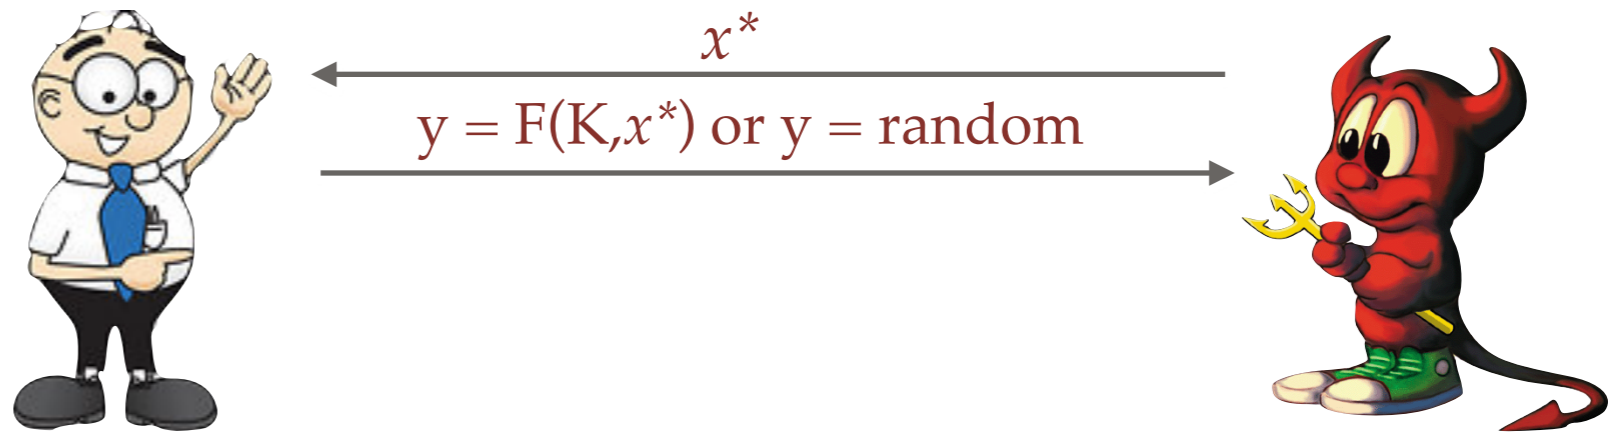 x*
y = F(K,x*) or y = random